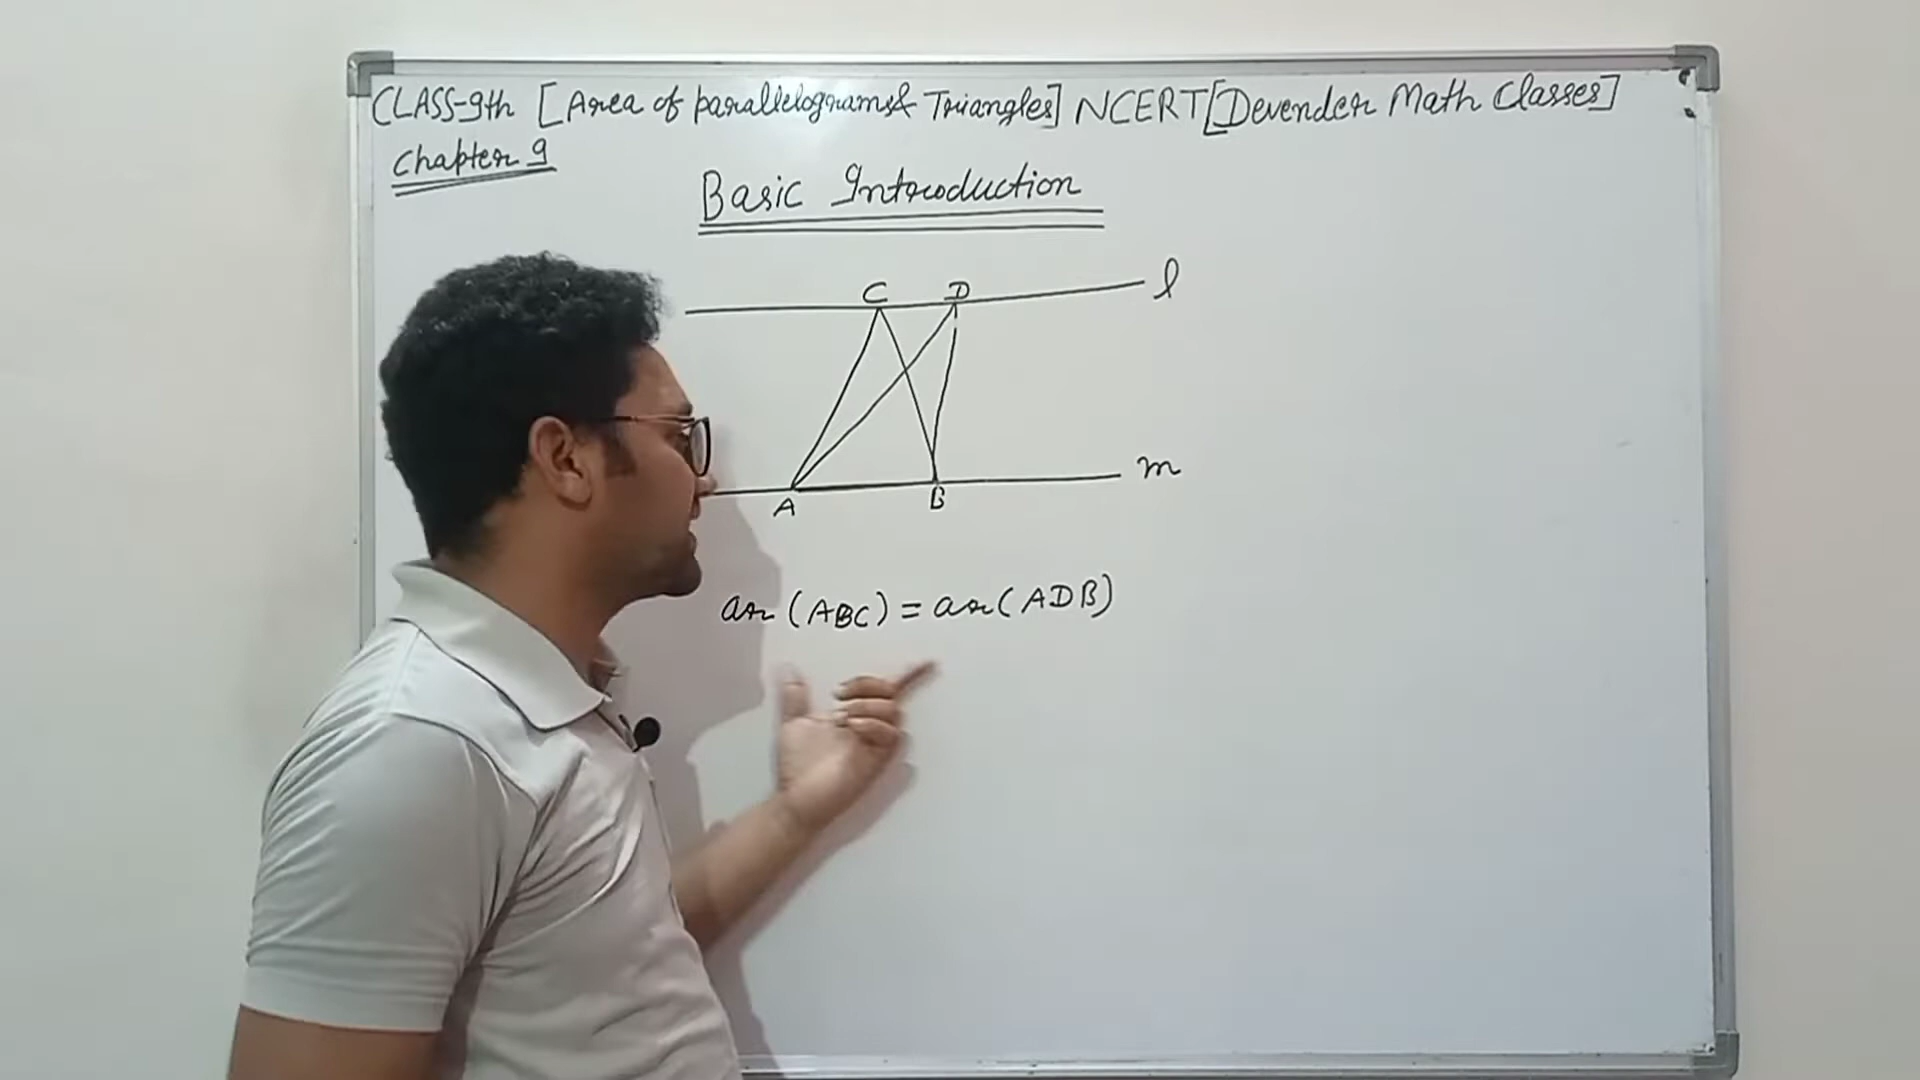 CLASS-9th [Area of parallelograms& Triangles] NCERT[Devender Math Classes]
Chapter 9
Basic Introduction
C D l
A B m
ar (ABC) = ar (ADB)